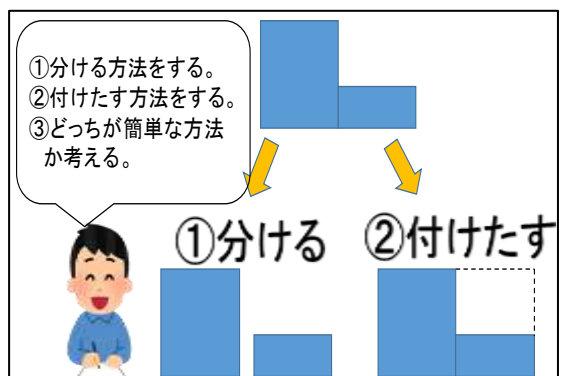 ①分ける方法をする。
②付けたす方法をする。
③どっちが簡単な方法
か考える。
①分ける
②付けたす